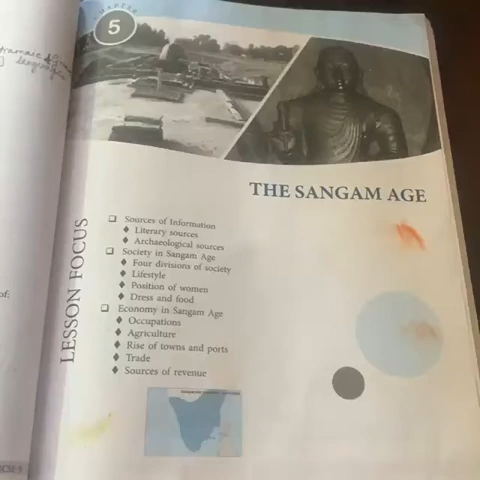 CHAPTER
5
THE SANGAM AGE
LESSON FOCUS
❑ Sources of Information
♦ Literary sources
♦ Archaeological sources
❑ Society in Sangam Age
♦ Four divisions of society
♦ Lifestyle
♦ Position of women
♦ Dress and food
❑ Economy in Sangam Age
♦ Occupations
♦ Agriculture
♦ Rise of towns and ports
♦ Trade
♦ Sources of revenue
of: